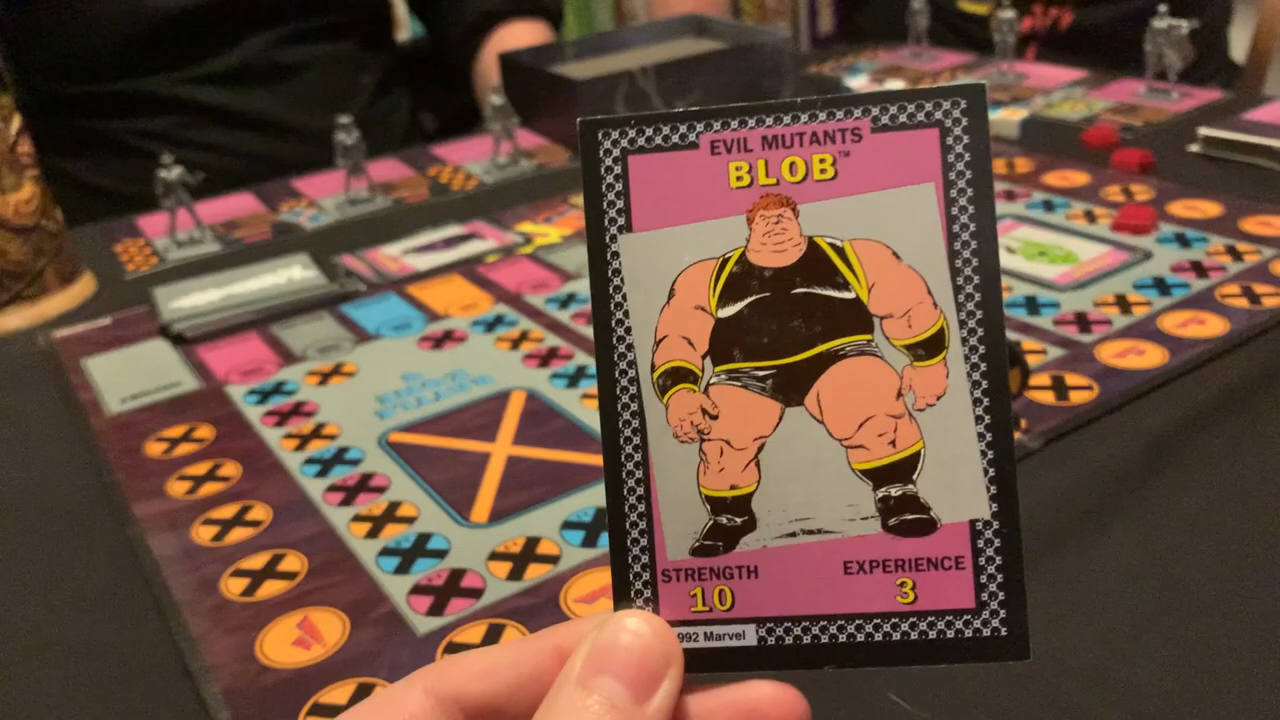 EVIL MUTANTS
BLOB™
STRENGTH
10
EXPERIENCE
3
992 Marvel